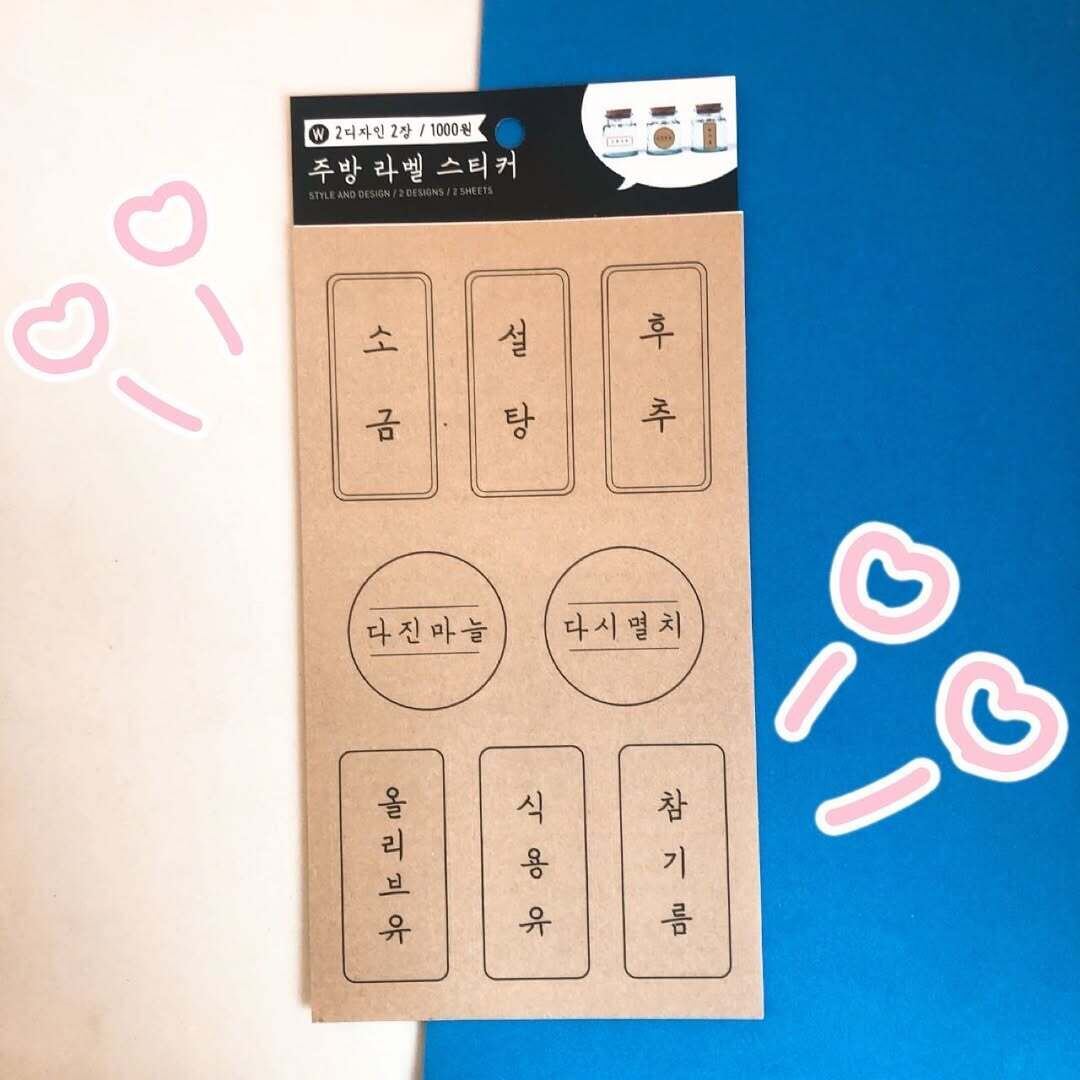 W 2디자인 2장 / 1000원
주방 라벨 스티커
STYLE AND DESIGN / 2 DESIGNS / 2 SHEETS
소금
설탕
후추
다진마늘
다시멸치
올리브유
식용유
참기름